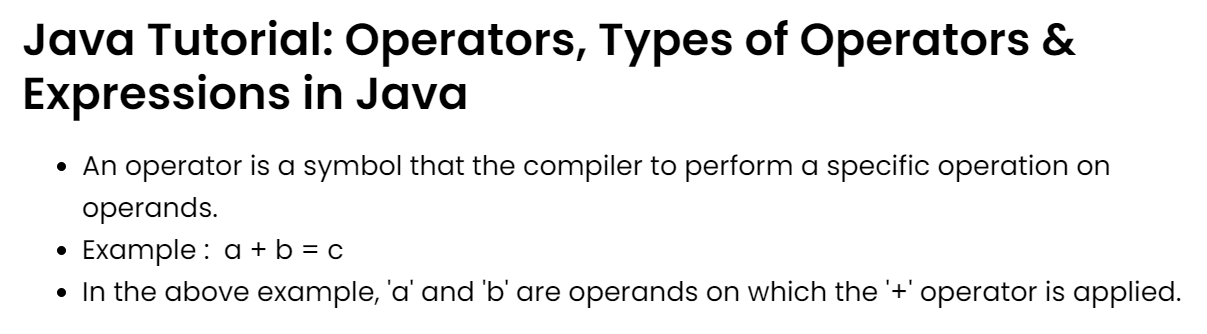 Java Tutorial: Operators, Types of Operators &
Expressions in Java
• An operator is a symbol that the compiler to perform a specific operation on
operands.
• Example :  a + b = c
• In the above example, 'a' and 'b' are operands on which the '+' operator is applied.